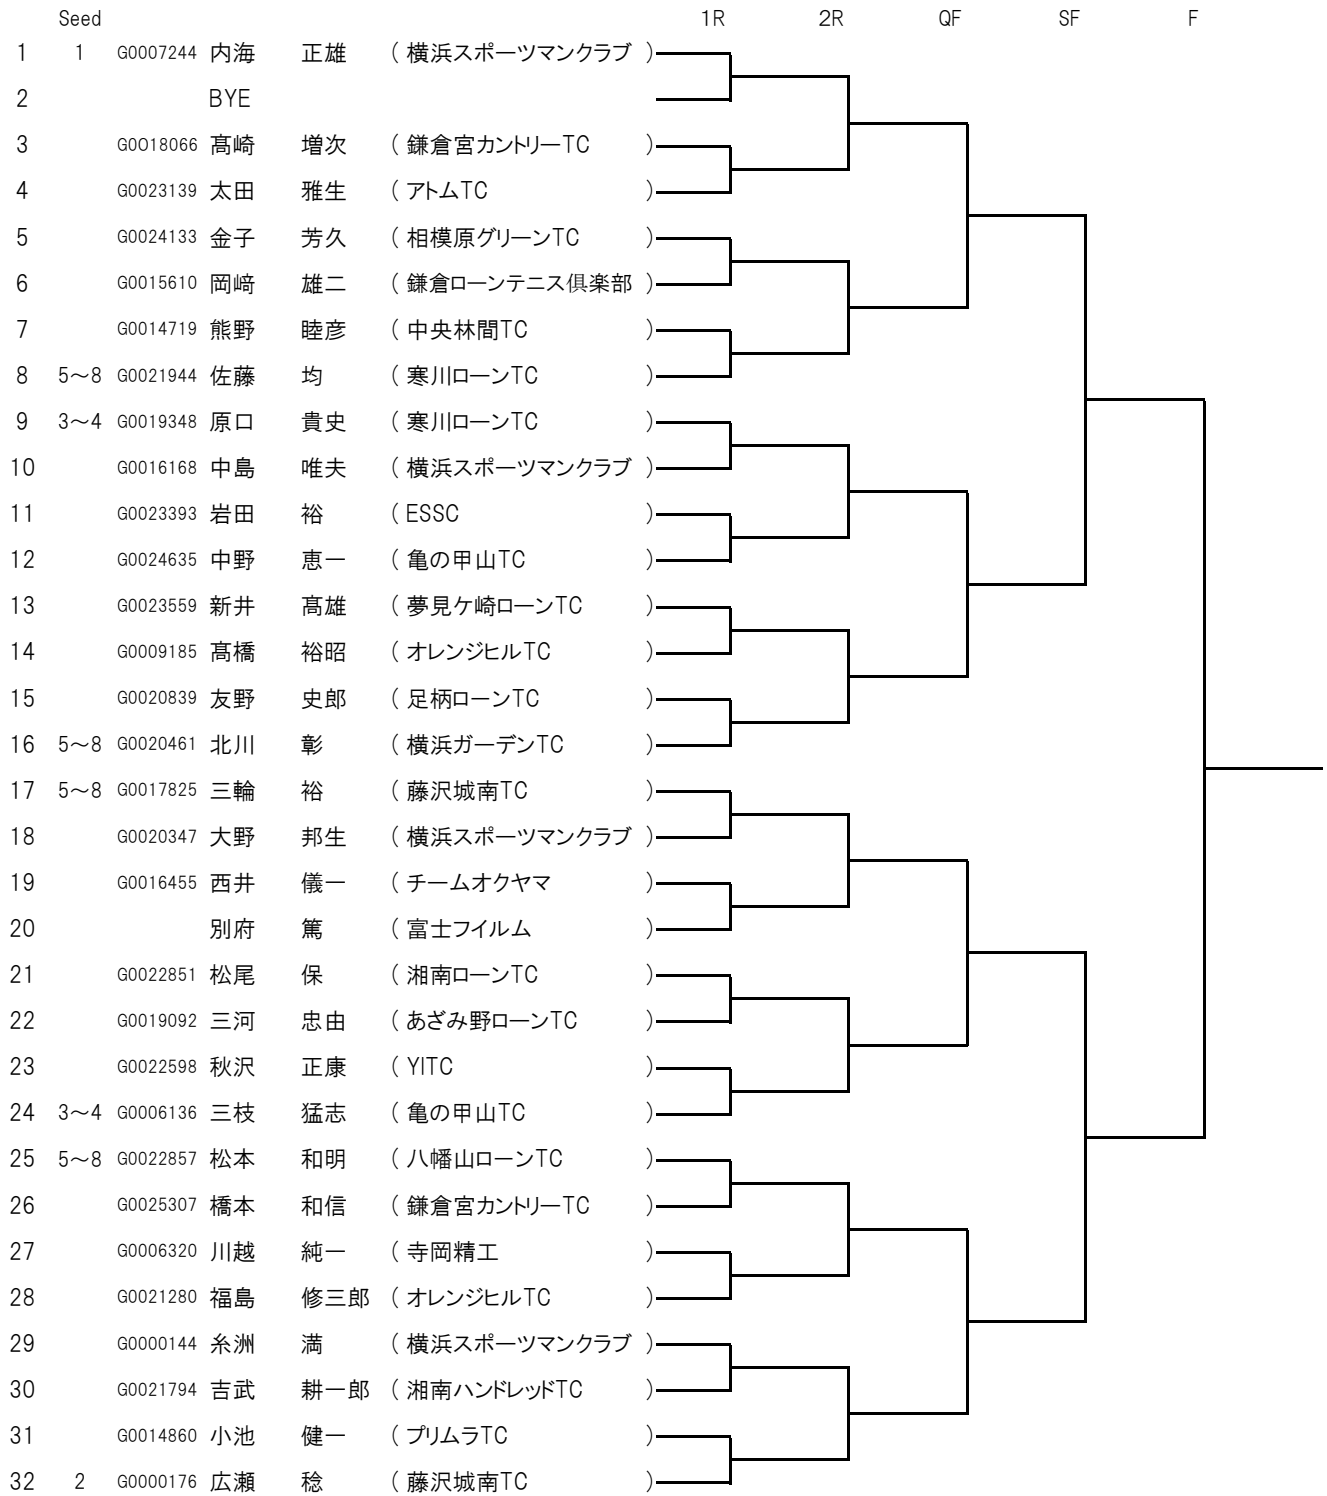 Seed 1R 2R QF SF F
1 1 G0007244 内海 正雄 ( 横浜スポーツマンクラブ )
2 BYE
3 G0018066 髙崎 増次 ( 鎌倉宮カントリーTC )
4 G0023139 太田 雅生 ( アトムTC )
5 G0024133 金子 芳久 ( 相模原グリーンTC )
6 G0015610 岡﨑 雄二 ( 鎌倉ローンテニス倶楽部 )
7 G0014719 熊野 睦彦 ( 中央林間TC )
8 5～8 G0021944 佐藤 均 ( 寒川ローンTC )
9 3～4 G0019348 原口 貴史 ( 寒川ローンTC )
10 G0016168 中島 唯夫 ( 横浜スポーツマンクラブ )
11 G0023393 岩田 裕 ( ESSC )
12 G0024635 中野 恵一 ( 亀の甲山TC )
13 G0023559 新井 髙雄 ( 夢見ケ崎ローンTC )
14 G0009185 髙橋 裕昭 ( オレンジヒルTC )
15 G0020839 友野 史郎 ( 足柄ローンTC )
16 5～8 G0020461 北川 彰 ( 横浜ガーデンTC )
17 5～8 G0017825 三輪 裕 ( 藤沢城南TC )
18 G0020347 大野 邦生 ( 横浜スポーツマンクラブ )
19 G0016455 西井 儀一 ( チームオクヤマ )
20 別府 篤 ( 富士フイルム )
21 G0022851 松尾 保 ( 湘南ローンTC )
22 G0019092 三河 忠由 ( あざみ野ローンTC )
23 G0022598 秋沢 正康 ( YITC )
24 3～4 G0006136 三枝 猛志 ( 亀の甲山TC )
25 5～8 G0022857 松本 和明 ( 八幡山ローンTC )
26 G0025307 橋本 和信 ( 鎌倉宮カントリーTC )
27 G0006320 川越 純一 ( 寺岡精工 )
28 G0021280 福島 修三郎 ( オレンジヒルTC )
29 G0000144 糸洲 満 ( 横浜スポーツマンクラブ )
30 G0021794 吉武 耕一郎 ( 湘南ハンドレッドTC )
31 G0014860 小池 健一 ( プリムラTC )
32 2 G0000176 広瀬 稔 ( 藤沢城南TC )